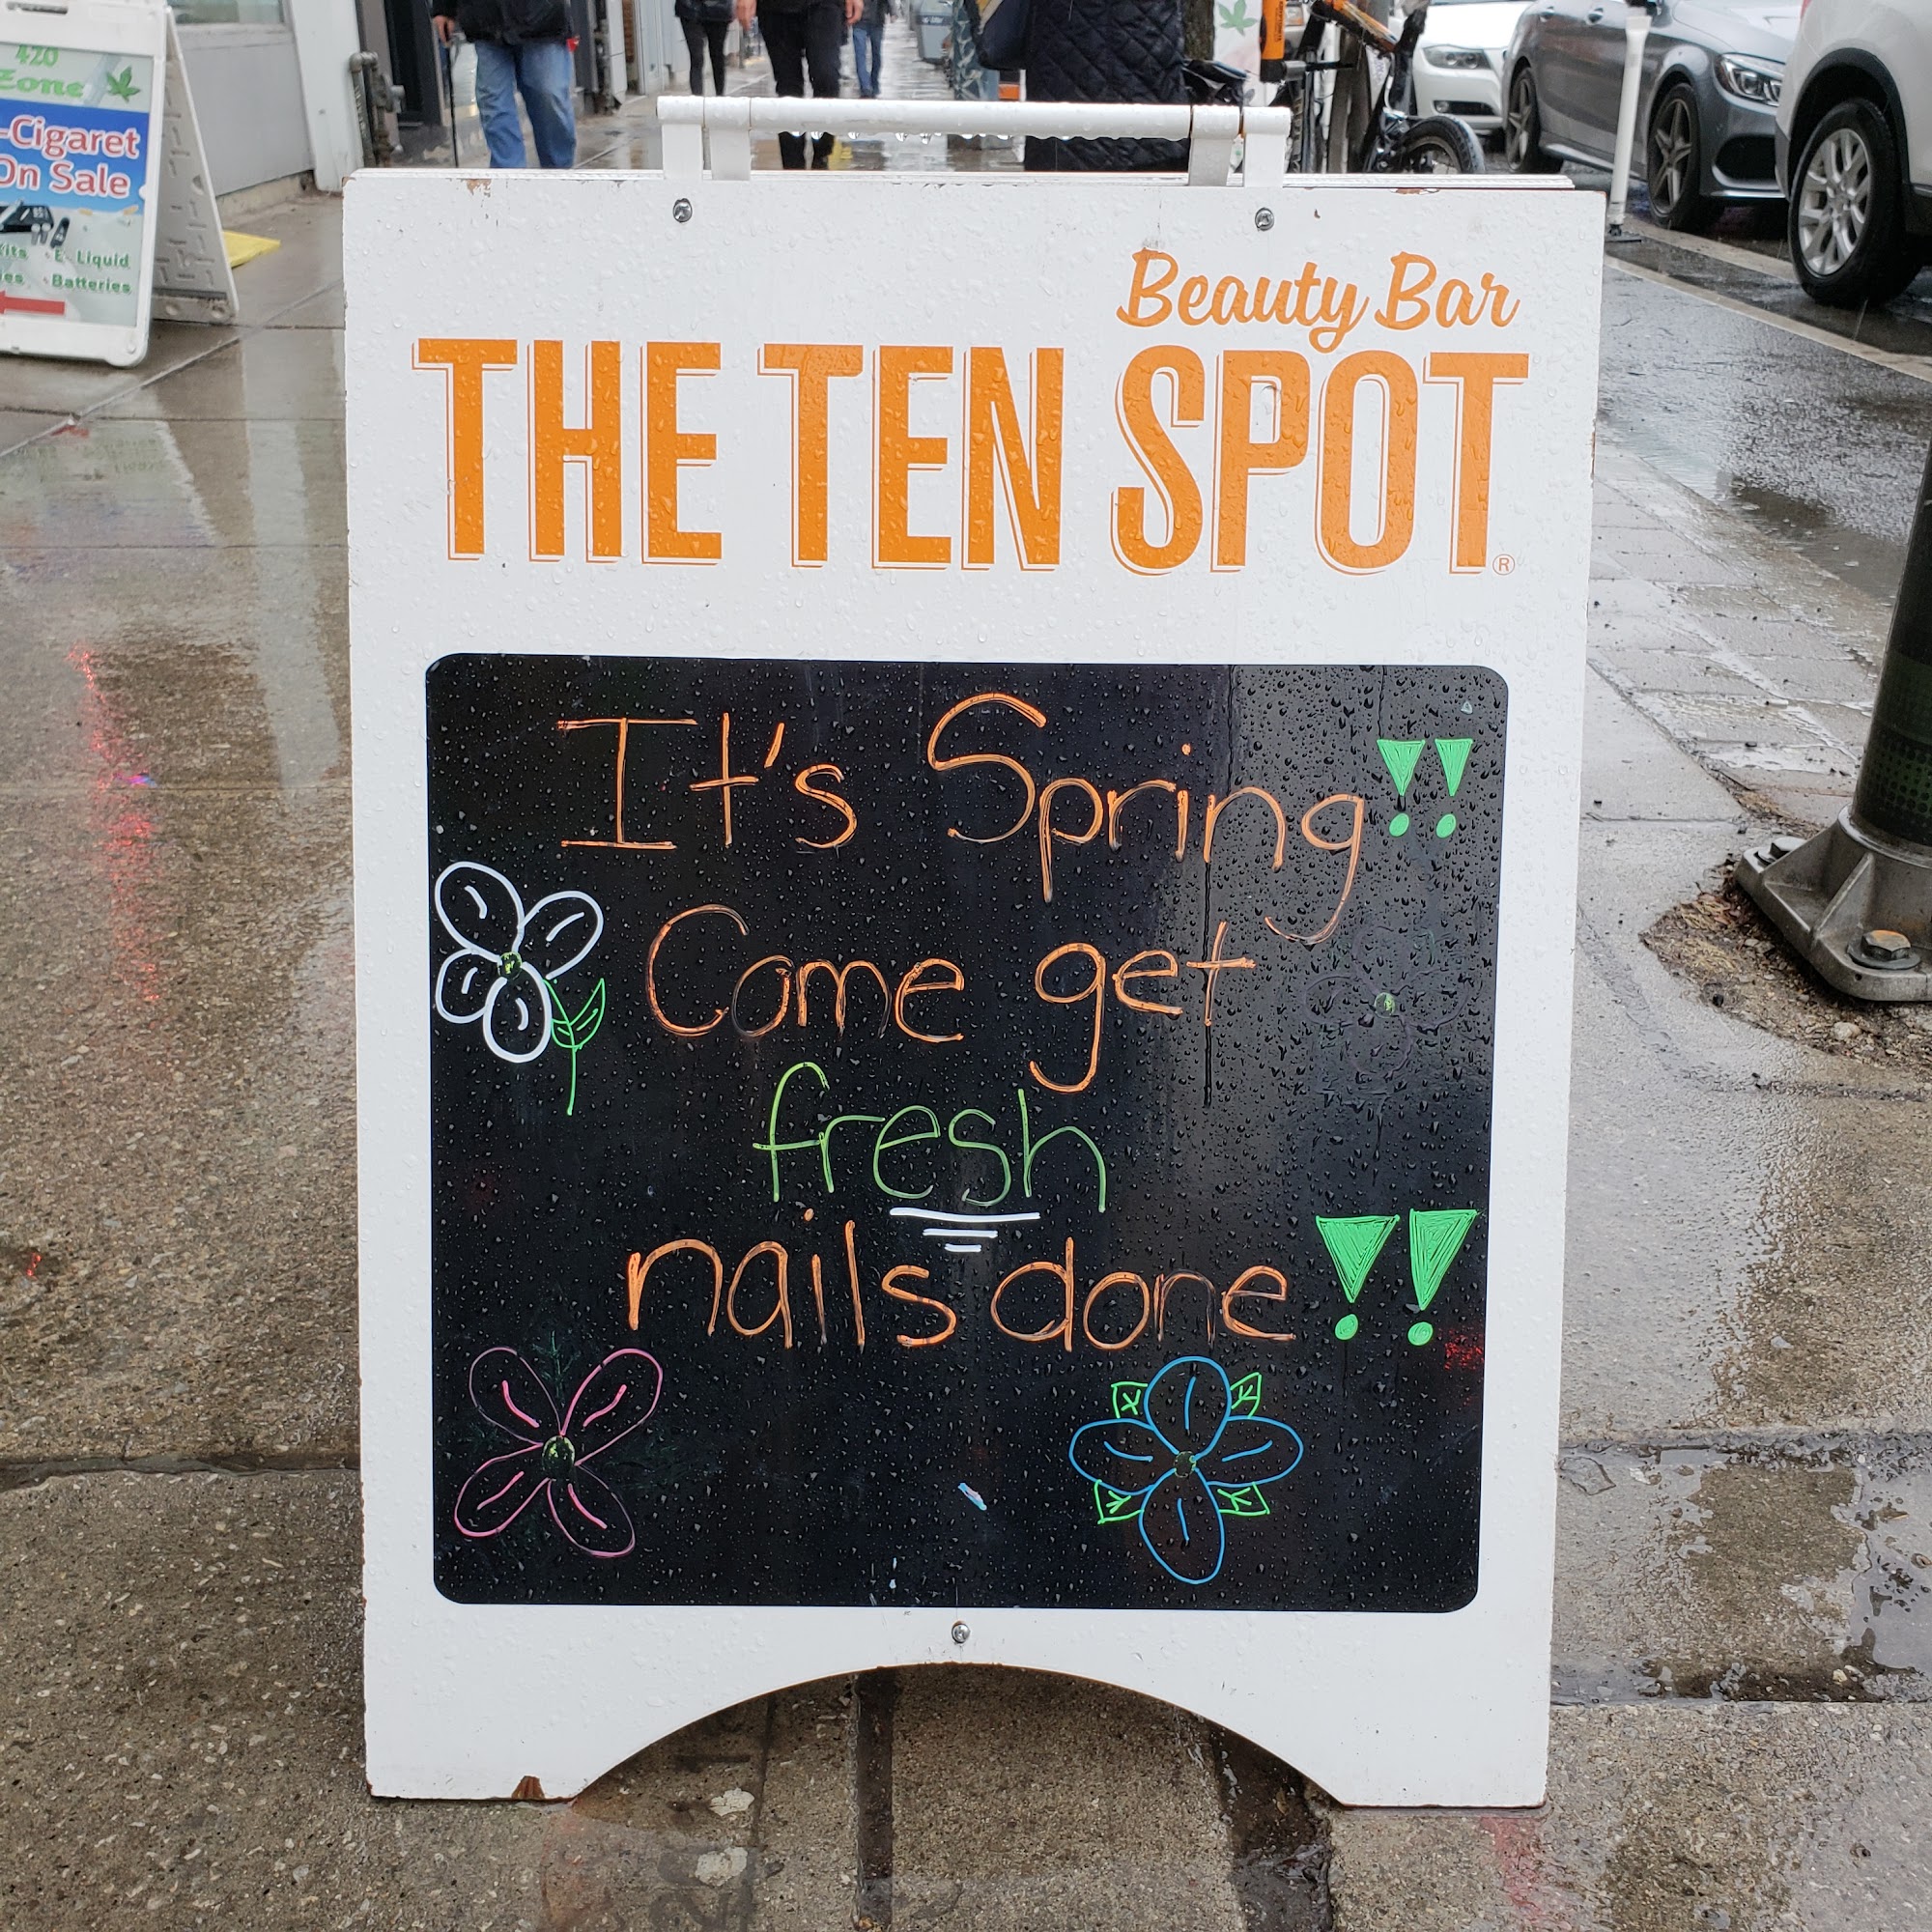 420
Zone
-Cigaret
On Sale
E-Liquid
Batteries
Beauty Bar
THE TEN SPOT®
It's Spring!!
Come get
fresh
nails done!!